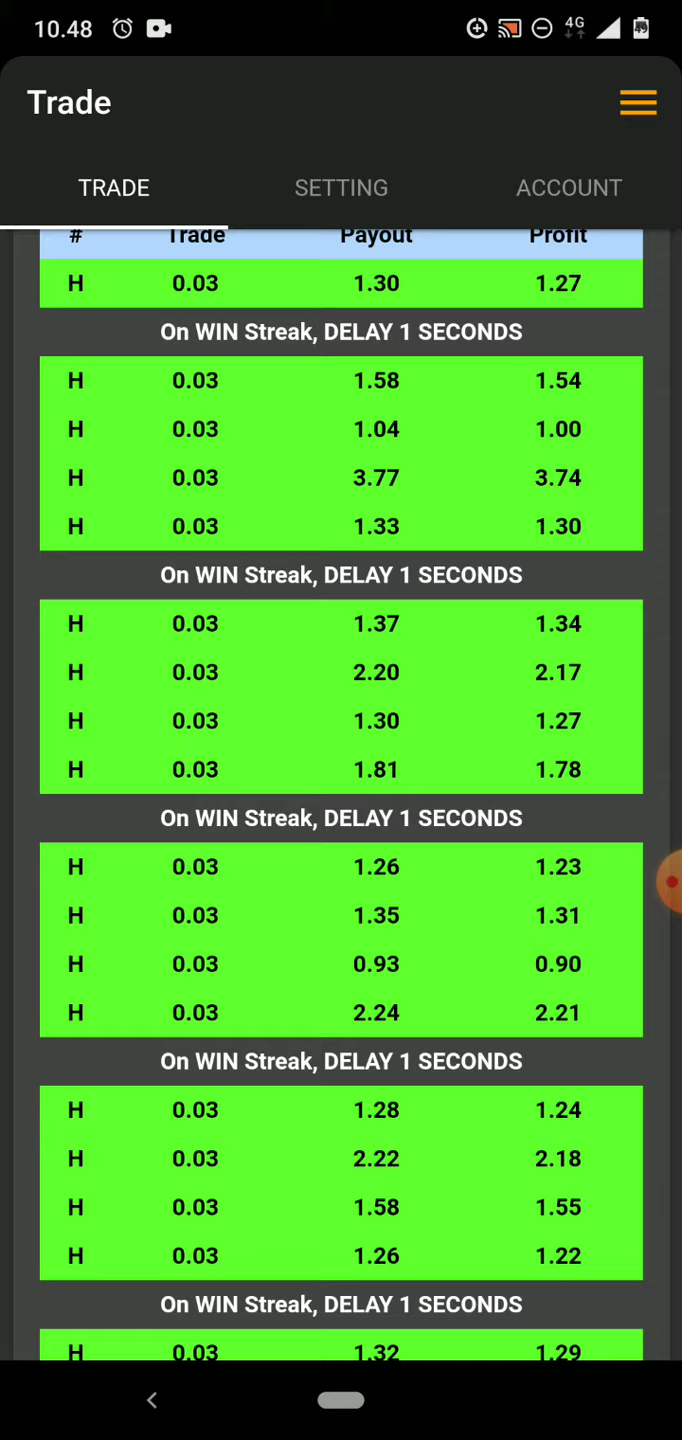 10.48 4G 49
Trade
TRADE SETTING ACCOUNT
# Trade Payout Profit
H 0.03 1.30 1.27
On WIN Streak, DELAY 1 SECONDS
H 0.03 1.58 1.54
H 0.03 1.04 1.00
H 0.03 3.77 3.74
H 0.03 1.33 1.30
On WIN Streak, DELAY 1 SECONDS
H 0.03 1.37 1.34
H 0.03 2.20 2.17
H 0.03 1.30 1.27
H 0.03 1.81 1.78
On WIN Streak, DELAY 1 SECONDS
H 0.03 1.26 1.23
H 0.03 1.35 1.31
H 0.03 0.93 0.90
H 0.03 2.24 2.21
On WIN Streak, DELAY 1 SECONDS
H 0.03 1.28 1.24
H 0.03 2.22 2.18
H 0.03 1.58 1.55
H 0.03 1.26 1.22
On WIN Streak, DELAY 1 SECONDS
H 0.03 1.32 1.29